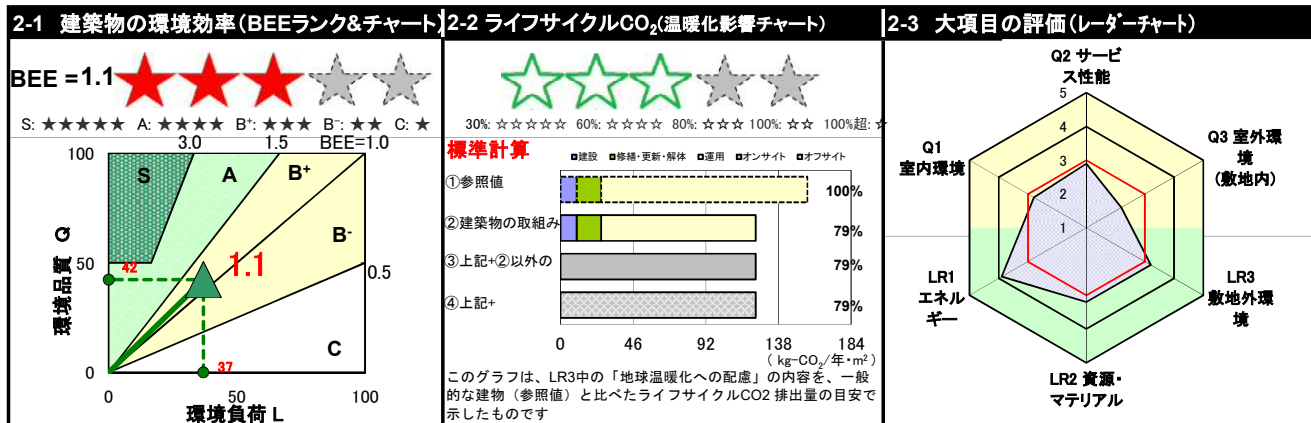 2-1 建築物の環境効率(BEEランク&チャート)
BEE = 1.1
S: ★★★★★ A: ★★★★ B⁺: ★★★ B⁻: ★★ C: ★
3.0 1.5 BEE=1.0
100
S
A
B⁺
B⁻
0.5
C
50
42
1.1
37
0
環境品質 Q
0 50 100
環境負荷 L
2-2 ライフサイクルCO₂(温暖化影響チャート)
30%: ☆☆☆☆☆ 60%: ☆☆☆☆ 80%: ☆☆☆ 100%: ☆☆ 100%超: ☆
標準計算
■建設 ■修繕・更新・解体 □運用 □オンサイト □オフサイト
①参照値 100%
②建築物の取組み 79%
③上記+②以外の 79%
④上記+ 79%
0 46 92 138 184
( kg-CO₂/年・m²)
このグラフは、LR3中の「地球温暖化への配慮」の内容を、一般
的な建物（参照値）と比べたライフサイクルCO2 排出量の目安で
示したものです
2-3 大項目の評価(レーダーチャート)
Q2 サービ
ス性能
5
4
3
2
1
Q1
室内環境
Q3 室外環
境
(敷地内)
LR1
エネル
ギー
LR3
敷地外環
境
LR2 資源・
マテリアル